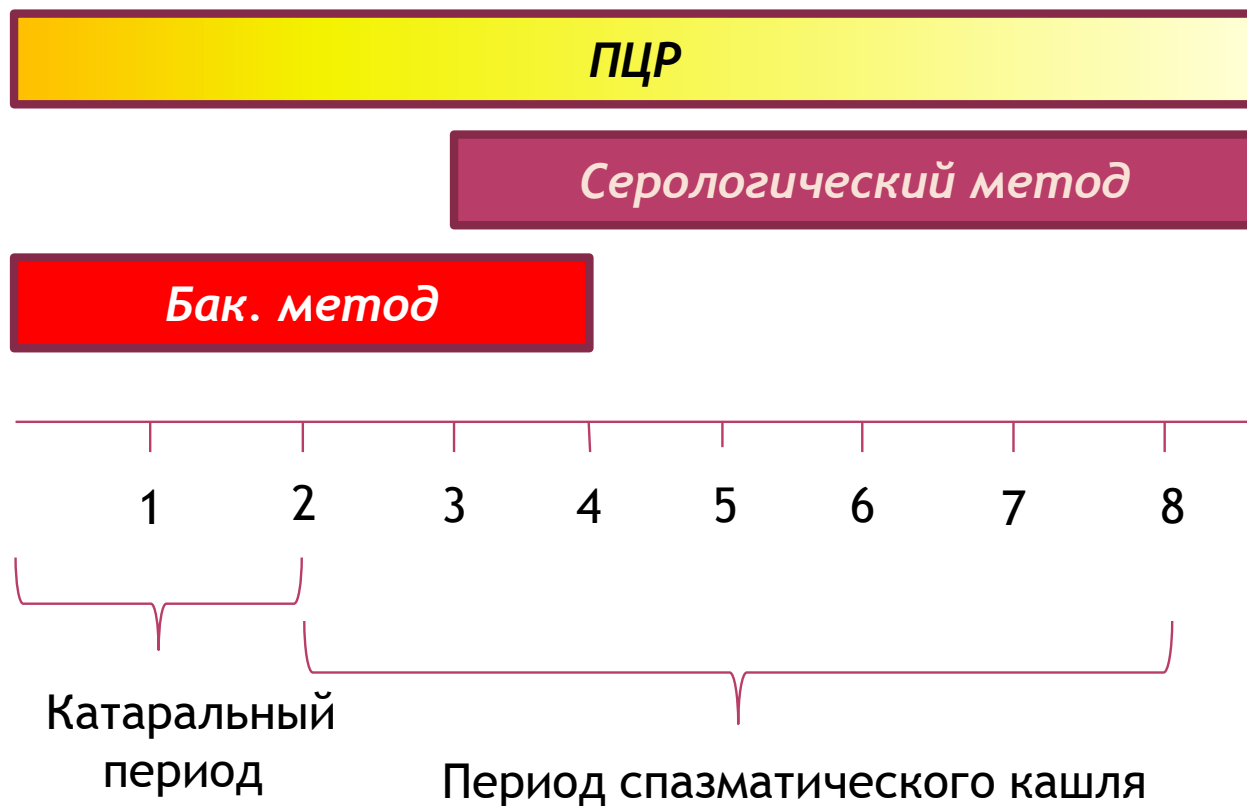 ПЦР
Серологический метод
Бак. метод
1 2 3 4 5 6 7 8
Катаральный
период
Период спазматического кашля